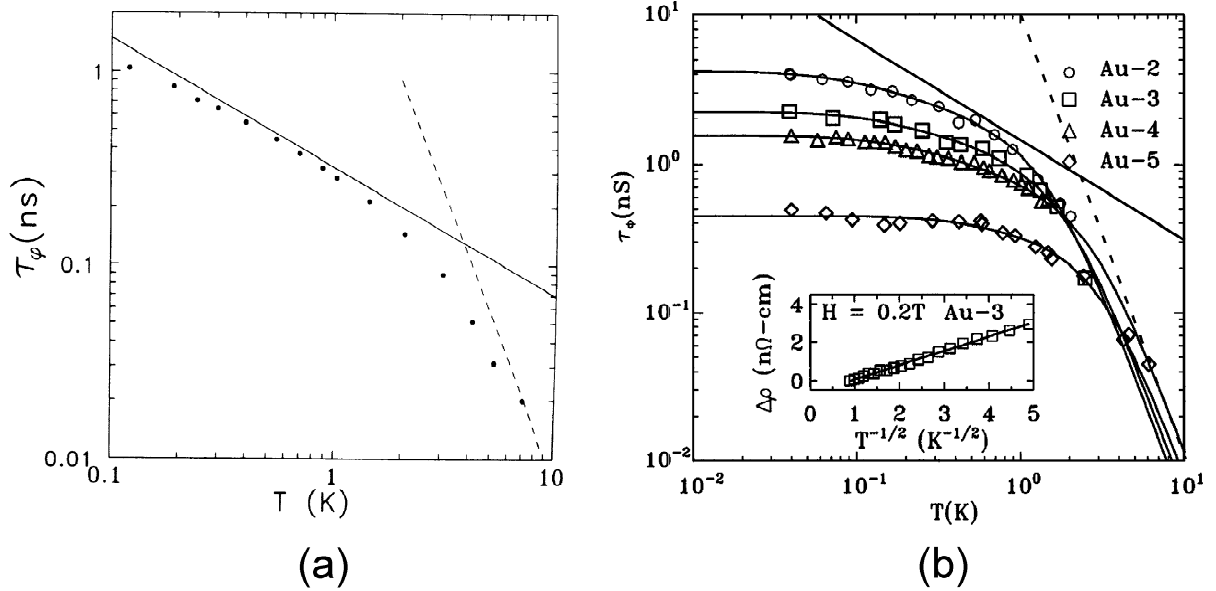 1
0.1
0.01
τφ(ns)
0.1
1
10
T (K)
(a)
10¹
10⁰
10⁻¹
10⁻²
τφ(nS)
Au-2
Au-3
Au-4
Au-5
H = 0.2T Au-3
4
2
0
Δρ (nΩ-cm)
0 1 2 3 4 5
T⁻¹/² (K⁻¹/²)
10⁻² 10⁻¹ 10⁰ 10¹
T(K)
(b)